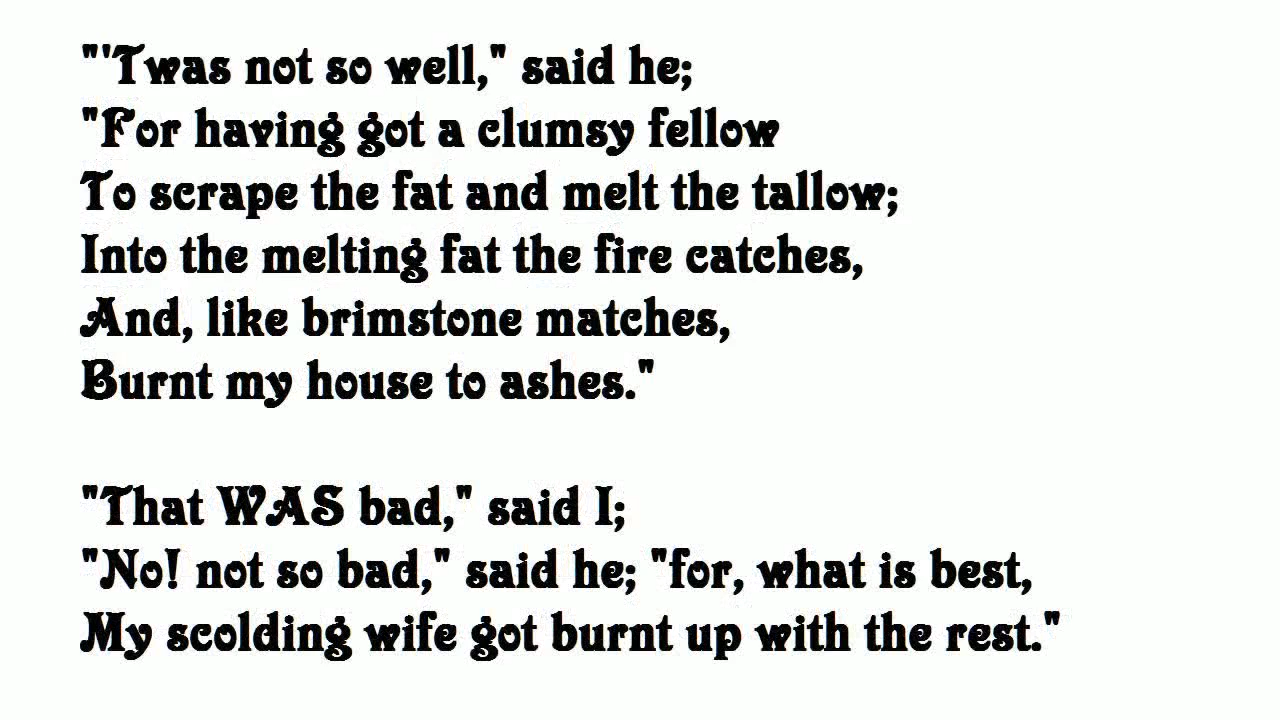 "'Twas not so well," said he;
"For having got a clumsy fellow
To scrape the fat and melt the tallow;
Into the melting fat the fire catches,
And, like brimstone matches,
Burnt my house to ashes."
"That WAS bad," said I;
"No! not so bad," said he; "for, what is best,
My scolding wife got burnt up with the rest."